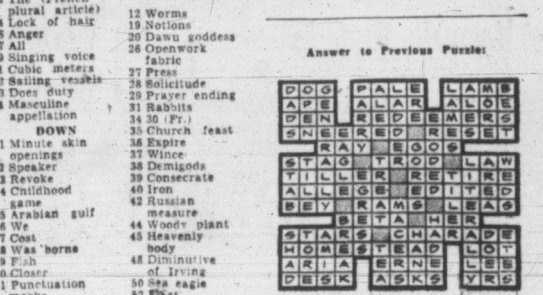 The (French
plural article)
Lock of hair
Anger
All
Singing voice
Cubic meters
Sailing vessels
Does duty
Masculine
appellation
DOWN
Minute skin
openings
Speaker
Revoke
Childhood
game
Arabian gulf
We
Cost
Was borne
Fish
Closer
Punctuation
12 Worms
19 Notions
20 Dawn goddess
26 Openwork
fabric
27 Press
28 Solicitude
29 Prayer ending
31 Rabbits
34 30 (Fr.)
35 Church feast
36 Expire
37 Wince
38 Demigods
39 Consecrate
40 Iron
42 Russian
measure
44 Woody plant
45 Heavenly
body
48 Diminutive
of Irving
50 Sea eagle
Answer to Previous Puzzle:
DOG PALE LAMB
APE ALAR ALOE
DEN REDEEMERS
SNEERED RESET
RAY EGOS
STAG TROD LAW
TILLER RETIE
ALLEGE EDITED
BEY RAMS LEAS
BETA HER
STARS CHARADE
HOMESTEAD LOT
ARIA ERNE LEE
DESK ASKS YRS